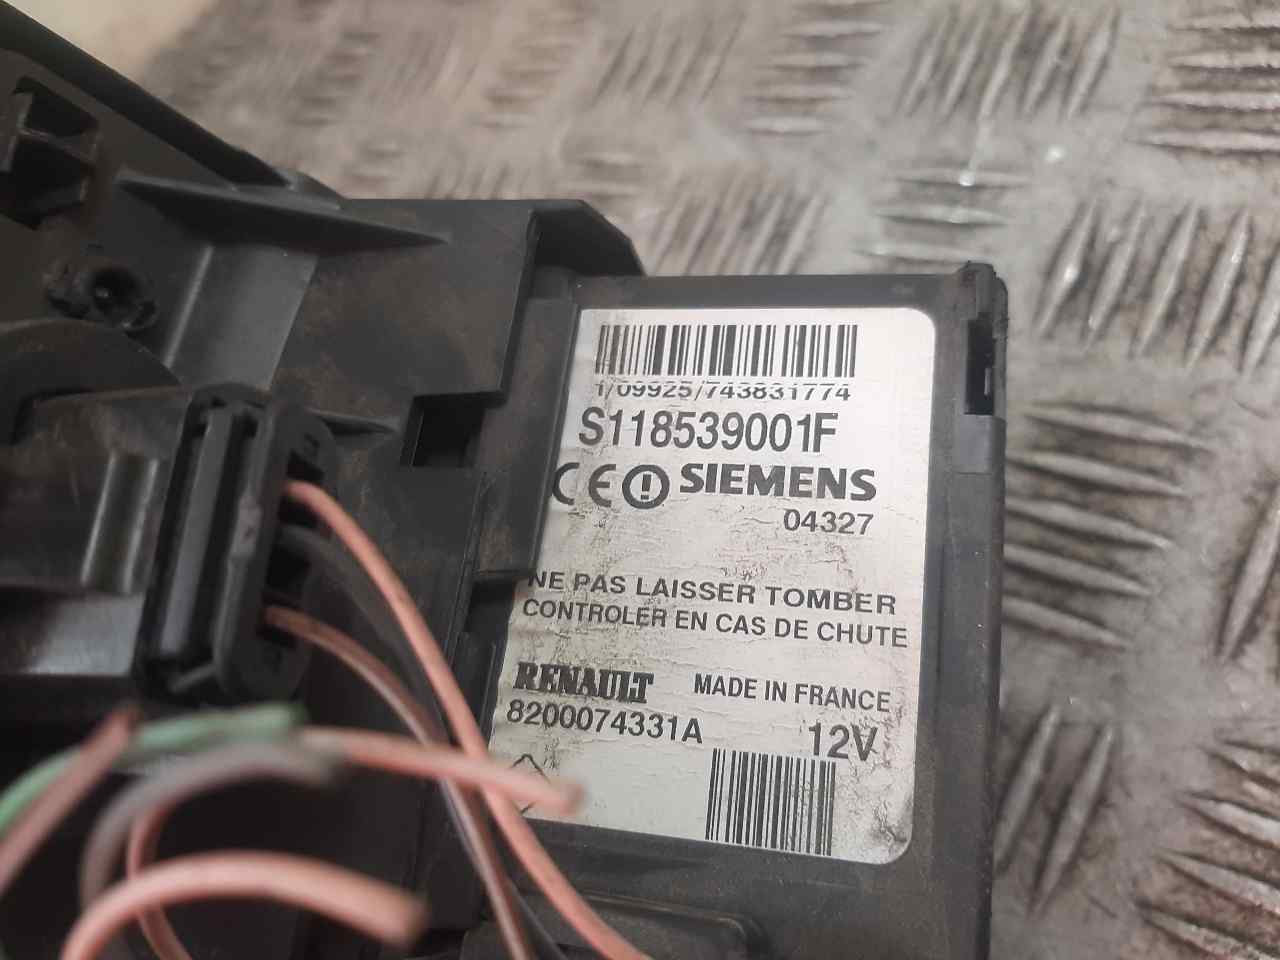 1/09925/743831774
S118539001F
CE SIEMENS
04327
NE PAS LAISSER TOMBER
CONTROLER EN CAS DE CHUTE
RENAULT MADE IN FRANCE
8200074331A 12V